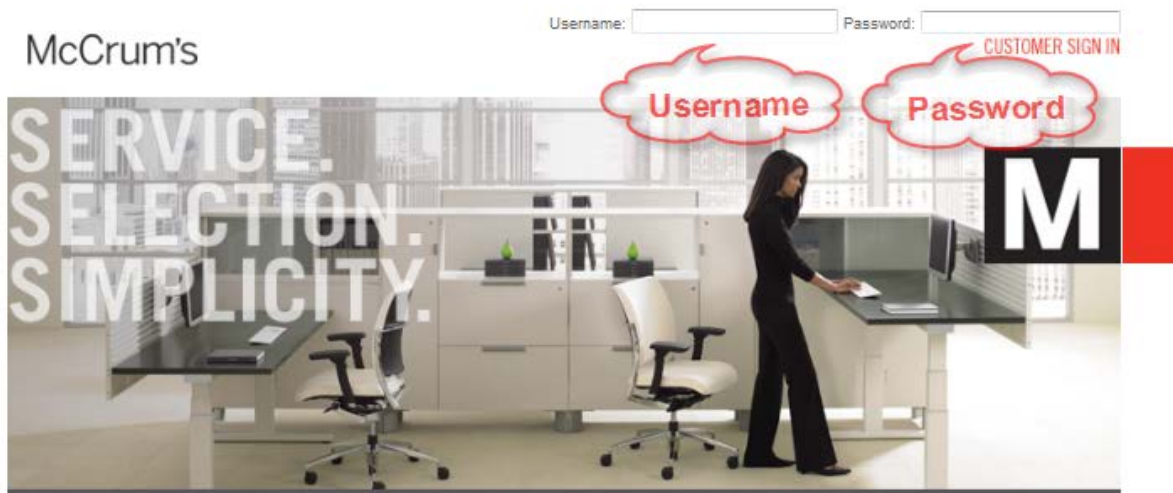 Username: Password:
McCrum's
CUSTOMER SIGN IN
Username Password
SERVICE.
SELECTION.
SIMPLICITY.
M